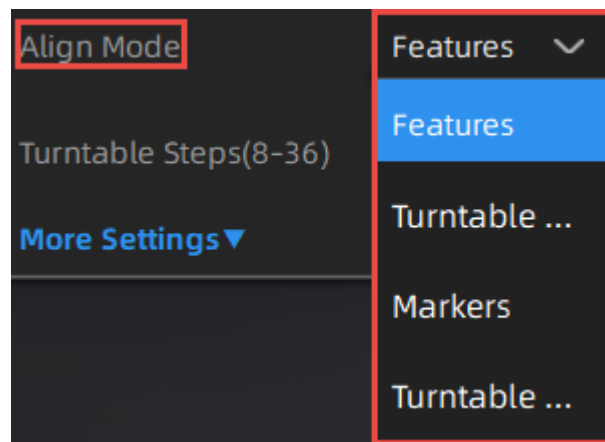 Align Mode
Features
Features
Turntable Steps(8-36)
Turntable ...
More Settings▼
Markers
Turntable ...